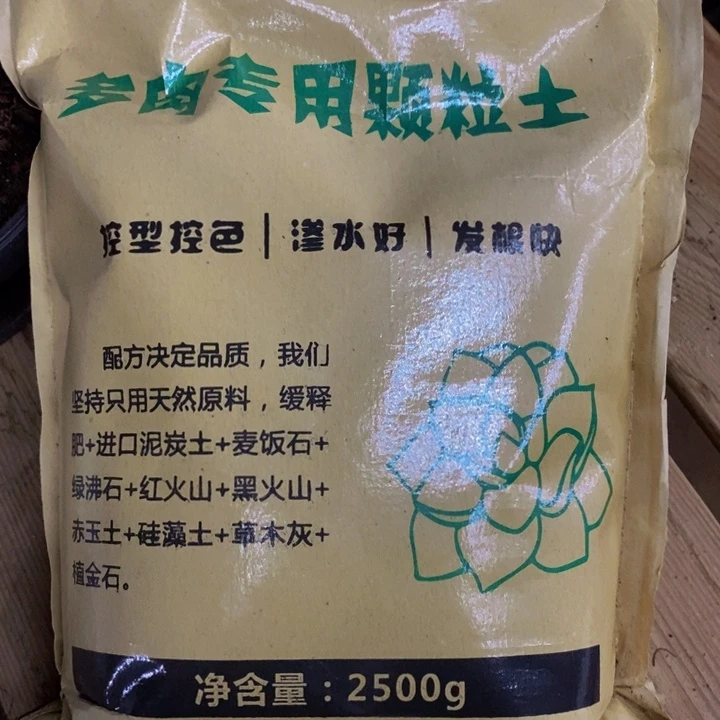 多肉专用颗粒土
控型控色|渗水好|发根快
配方决定品质，我们
坚持只用天然原料，缓释
肥+进口泥炭土+麦饭石+
绿沸石+红火山+黑火山+
赤玉土+硅藻土+草木灰+
植金石。
净含量：2500g